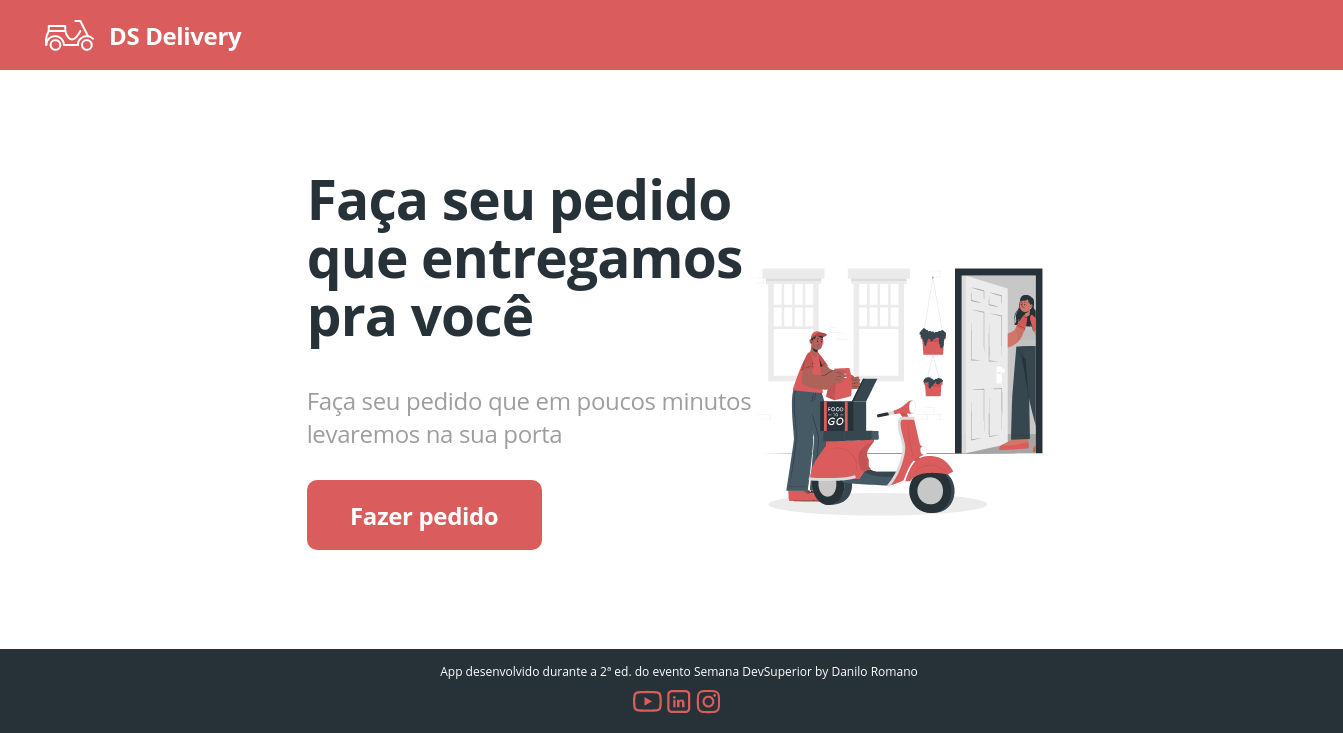 DS Delivery
Faça seu pedido
que entregamos
pra você
Faça seu pedido que em poucos minutos
levaremos na sua porta
FOOD
TO
GO
Fazer pedido
App desenvolvido durante a 2ª ed. do evento Semana DevSuperior by Danilo Romano
in